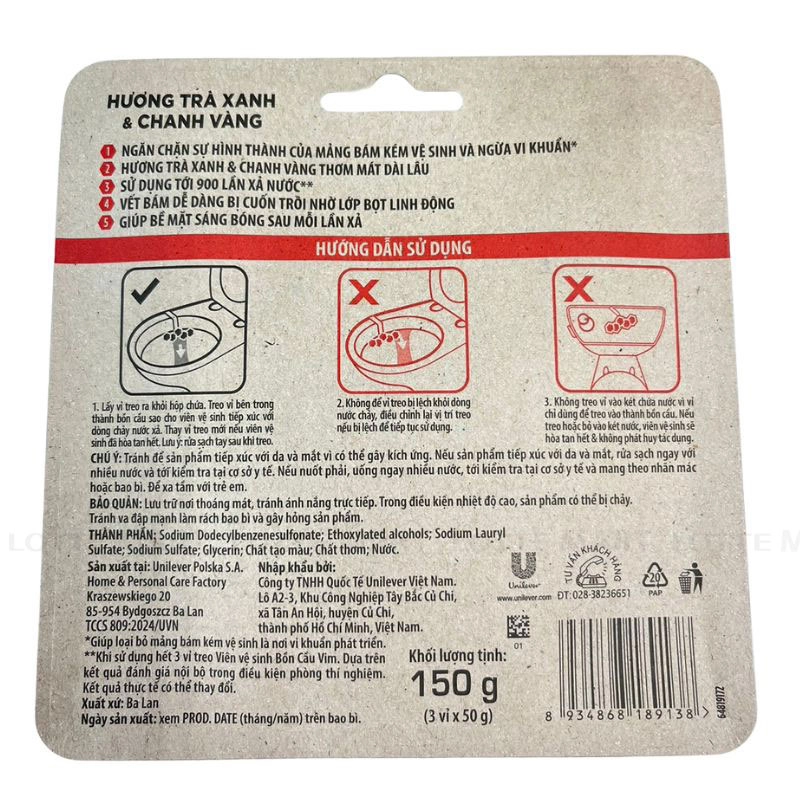 HƯƠNG TRÀ XANH
& CHANH VÀNG
1 NGĂN CHẶN SỰ HÌNH THÀNH CỦA MẢNG BÁM KÉM VỆ SINH VÀ NGỪA VI KHUẨN*
2 HƯƠNG TRÀ XANH & CHANH VÀNG THƠM MÁT DÀI LÂU
3 SỬ DỤNG TỚI 900 LẦN XẢ NƯỚC**
4 VẾT BẨM DỄ DÀNG BỊ CUỐN TRÔI NHỜ LỚP BỌT LINH ĐỘNG
5 GIÚP BỀ MẶT SÁNG BÓNG SAU MỖI LẦN XẢ
HƯỚNG DẪN SỬ DỤNG
1. Lấy vỉ treo ra khỏi hộp chứa. Treo vỉ bên trong
thành bồn cầu sao cho viên vệ sinh tiếp xúc với
dòng chảy nước xả. Thay vỉ treo mới nếu viên vệ
sinh đã hòa tan hết. Lưu ý: rửa sạch tay sau khi treo.
2. Không để vỉ treo bị lệch khỏi dòng
nước chảy, điều chỉnh lại vị trí treo
nếu bị lệch để tiếp tục sử dụng.
3. Không treo vỉ vào két chứa nước vì vỉ
chỉ dùng để treo vào thành bồn cầu. Nếu
treo hoặc bỏ vào két nước, viên vệ sinh sẽ
hòa tan hết & không phát huy tác dụng.
CHÚ Ý: Tránh để sản phẩm tiếp xúc với da và mắt vì có thể gây kích ứng. Nếu sản phẩm tiếp xúc với da và mắt, rửa sạch ngay với
nhiều nước và tới kiểm tra tại cơ sở y tế. Nếu nuốt phải, uống ngay nhiều nước, tới kiểm tra tại cơ sở y tế và mang theo nhãn mác
hoặc bao bì. Để xa tầm với trẻ em.
BẢO QUẢN: Lưu trữ nơi thoáng mát, tránh ánh nắng trực tiếp. Trong điều kiện nhiệt độ cao, sản phẩm có thể bị chảy.
Tránh va đập mạnh làm rách bao bì và gây hỏng sản phẩm.
THÀNH PHẦN: Sodium Dodecylbenzenesulfonate; Ethoxylated alcohols; Sodium Lauryl
Sulfate; Sodium Sulfate; Glycerin; Chất tạo màu; Chất thơm; Nước.
Sản xuất tại: Unilever Polska S.A.
Home & Personal Care Factory
Kraszewskiego 20
85-954 Bydgoszcz Ba Lan
TCCS 809:2024/UVN
Nhập khẩu bởi:
Công ty TNHH Quốc Tế Unilever Việt Nam.
Lô A2-3, Khu Công Nghiệp Tây Bắc Củ Chi,
xã Tân An Hội, huyện Củ Chi,
thành phố Hồ Chí Minh, Việt Nam.
Unilever
www.unilever.com
TƯ VẤN KHÁCH HÀNG
ĐT: 028-38236651
20
PAP
01
*Giúp loại bỏ mảng bám kém vệ sinh là nơi vi khuẩn phát triển.
**Khi sử dụng hết 3 vỉ treo Viên vệ sinh Bồn Cầu Vim. Dựa trên
kết quả đánh giá nội bộ trong điều kiện phòng thí nghiệm.
Kết quả thực tế có thể thay đổi.
Xuất xứ: Ba Lan
Ngày sản xuất: xem PROD. DATE (tháng/năm) trên bao bì.
Khối lượng tịnh:
150 g
(3 vỉ x 50 g)
8 934868 189138
64819172